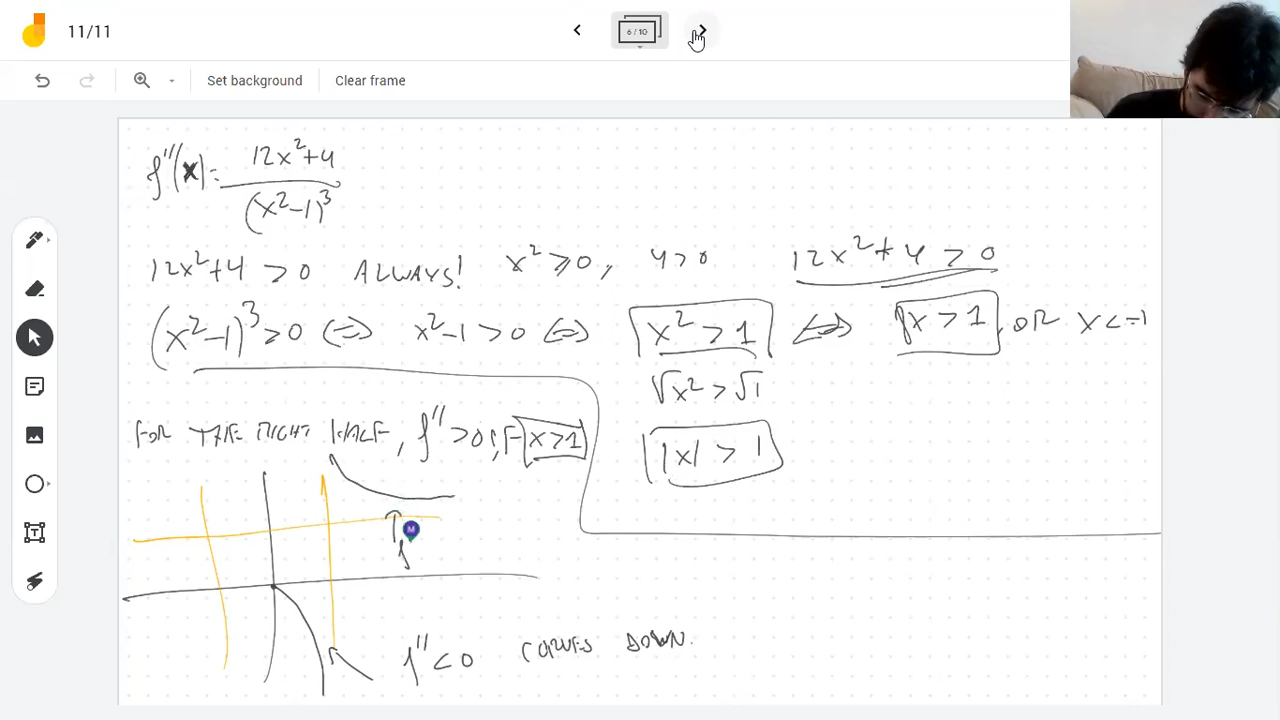 11/11
6 / 10
Set background
Clear frame
f''(x) = 12x²+4 / (x²-1)³
12x²+4 > 0 ALWAYS! x² ⩾ 0, 4 > 0 12x²+4 > 0
(x²-1)³ > 0 ⇔ x²-1 > 0 ⇔ x² > 1 ⇔ x > 1 OR x < -1
√x² > √1
|x| > 1
FOR THE RIGHT HALF, f'' > 0 IF x > 1
M
f
f'' < 0 CURVES DOWN.